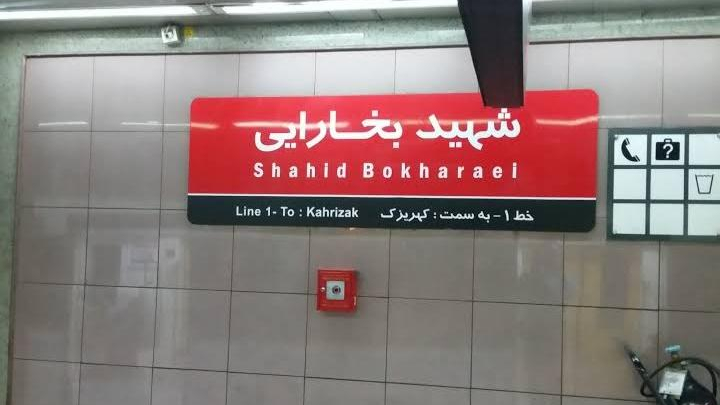 شهید بخارایی
Shahid Bokharaei
خط ۱- به سمت : کهریزک
Line 1- To : Kahrizak